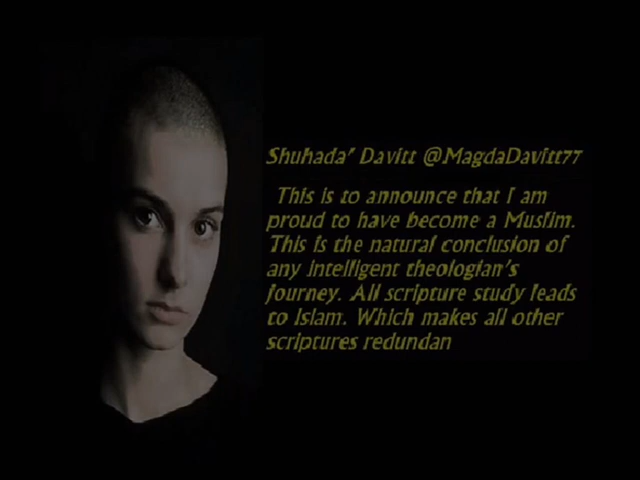 Shuhada' Davitt @MagdaDavitt77
This is to announce that I am
proud to have become a Muslim.
This is the natural conclusion of
any intelligent theologian's
journey. All scripture study leads
to Islam. Which makes all other
scriptures redundan